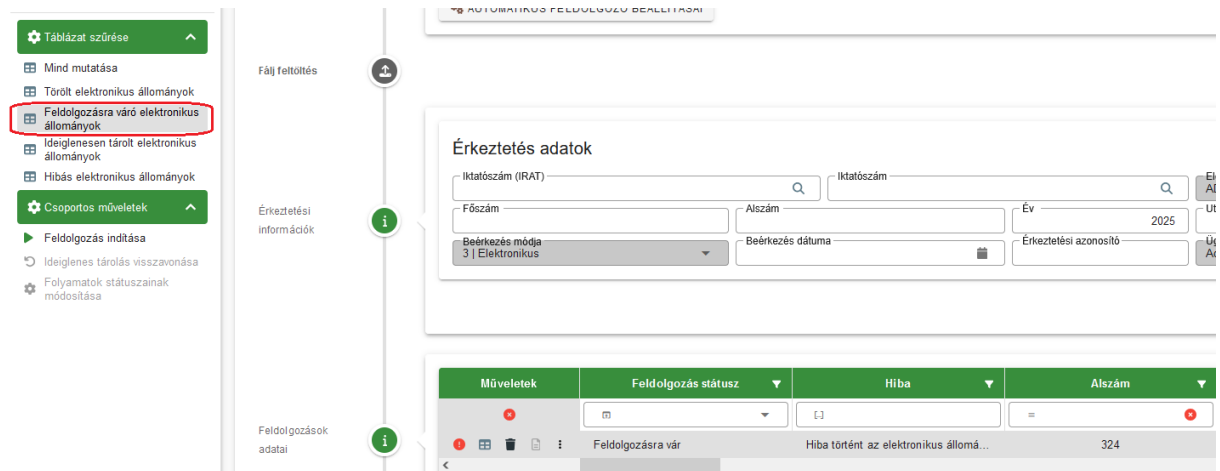 AUTOMATIKUS FELDOLGOZÓ BEÁLLÍTÁSAI
Táblázat szűrése
Mind mutatása
Törölt elektronikus állományok
Feldolgozásra váró elektronikus
állományok
Ideiglenesen tárolt elektronikus
állományok
Hibás elektronikus állományok
Csoportos műveletek
Feldolgozás indítása
Ideiglenes tárolás visszavonása
Folyamatok státuszainak
módosítása
Fálj feltöltés
Érkeztetési
információk
Érkeztetés adatok
Iktatószám (IRAT)
Iktatószám
Főszám
Alszám
Év
2025
Beérkezés módja
3 | Elektronikus
Beérkezés dátuma
Érkeztetési azonosító
Feldolgozások
adatai
Műveletek
Feldolgozás státusz
Hiba
Alszám
[..]
=
Feldolgozásra vár
Hiba történt az elektronikus állomá...
324